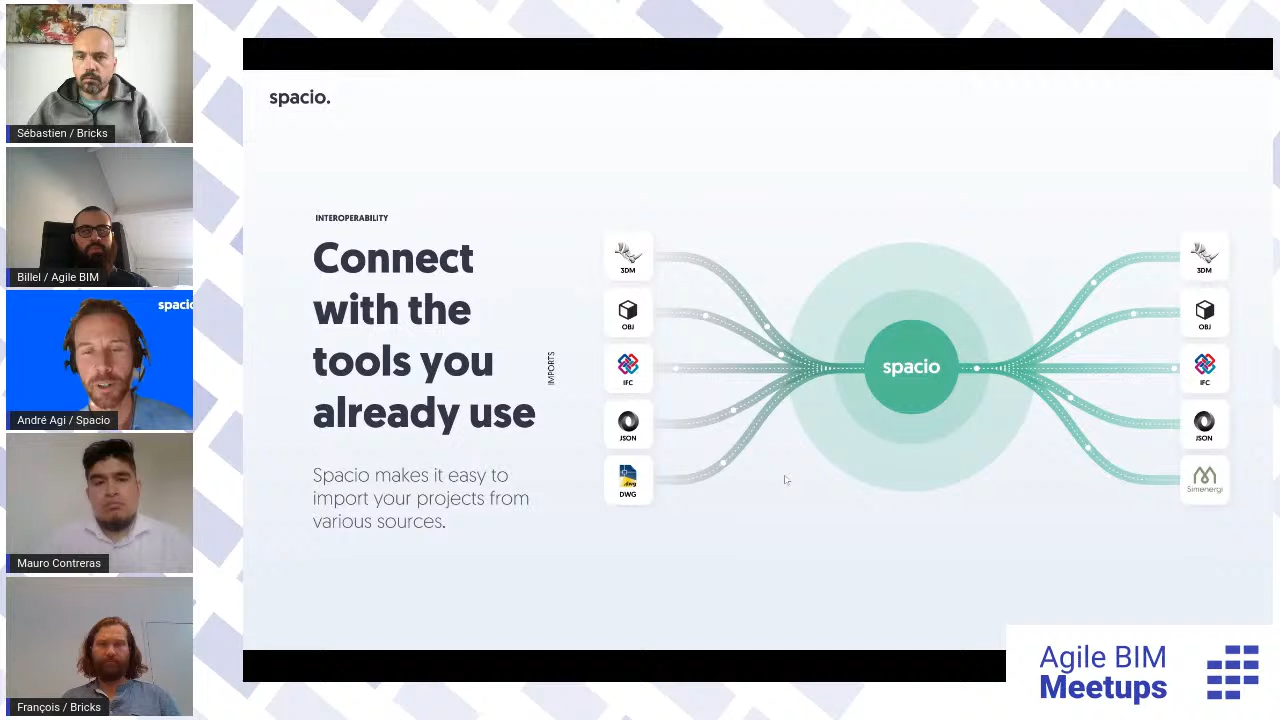 Sébastien / Bricks
Billel / Agile BIM
spacio
André Agi / Spacio
Mauro Contreras
François / Bricks
spacio.
INTEROPERABILITY
Connect
with the
tools you
already use
Spacio makes it easy to
import your projects from
various sources.
IMPORTS
3DM
OBJ
IFC
JSON
.dwg
DWG
spacio
3DM
OBJ
IFC
JSON
Simenergi
Agile BIM
Meetups